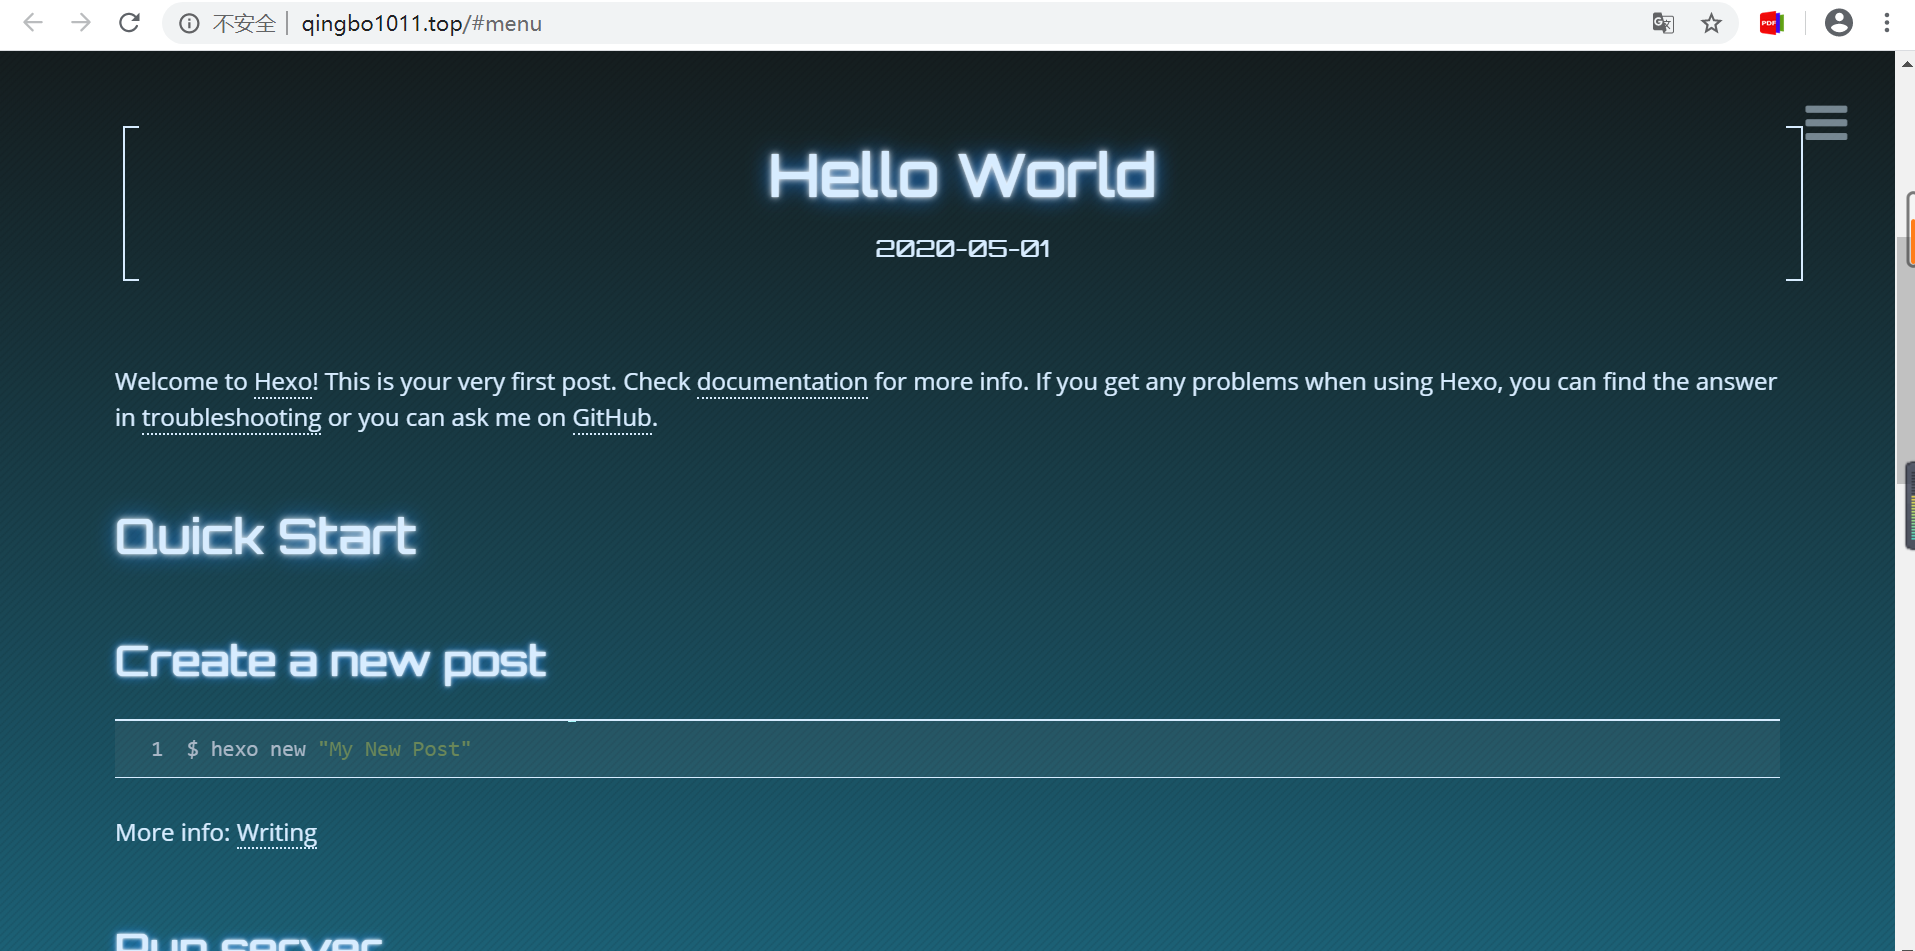 不安全 qingbo1011.top/#menu
PDF
Hello World
2020-05-01
Welcome to Hexo! This is your very first post. Check documentation for more info. If you get any problems when using Hexo, you can find the answer
in troubleshooting or you can ask me on GitHub.
Quick Start
Create a new post
1 $ hexo new "My New Post"
More info: Writing
Run server